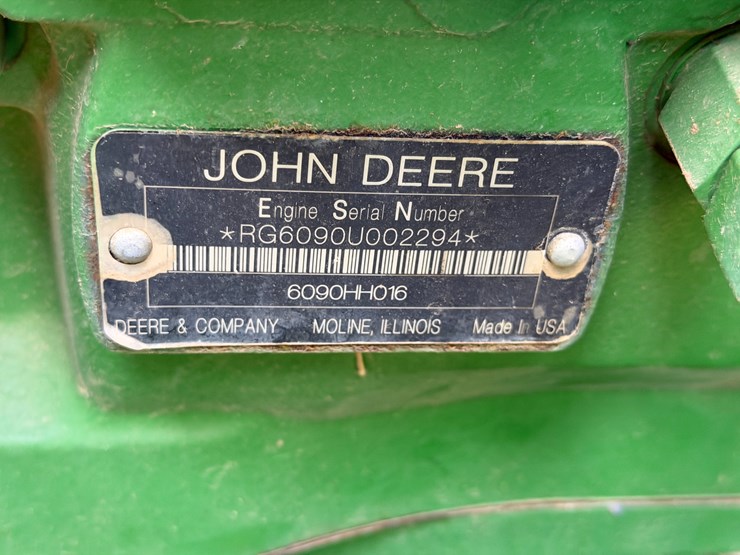 JOHN DEERE
Engine Serial Number
*RG6090U002294*
6090HH016
DEERE & COMPANY MOLINE, ILLINOIS Made In USA